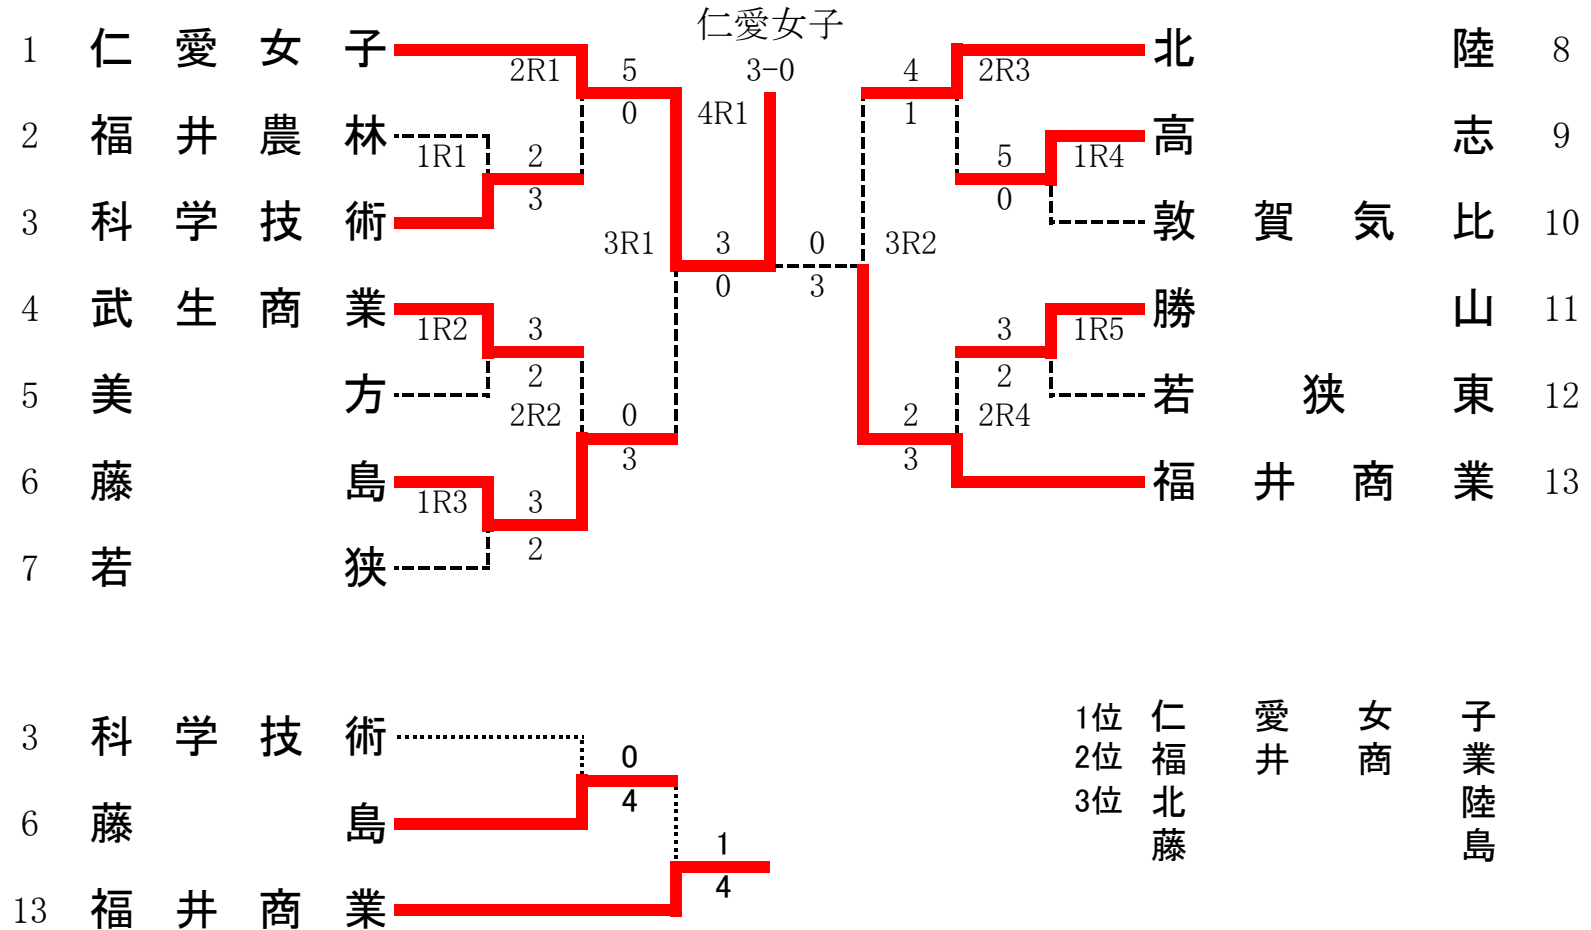 仁愛女子
1 仁愛女子 北陸 8
2R1 5 3-0 4 2R3
0 4R1 1
2 福井農林 高志 9
1R1 2 5 1R4
3 0
3 科学技術 敦賀気比 10
3R1 3 0 3R2
0 3
4 武生商業 勝山 11
1R2 3 3 1R5
2 2
5 美方 若狭東 12
2R2 0 2 2R4
3 3
6 藤島 福井商業 13
1R3 3
2
7 若狭
3 科学技術
0
4
6 藤島
1
4
13 福井商業
1位 仁愛女子
2位 福井商業
3位 北陸
藤島